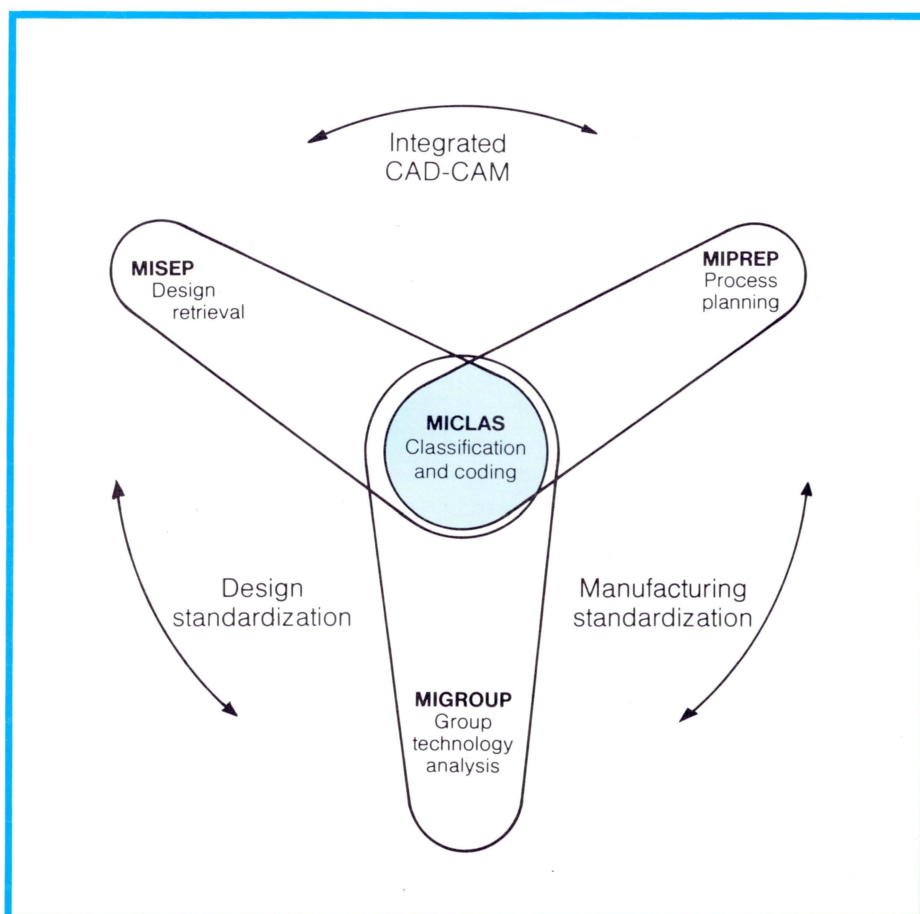 Integrated
CAD-CAM
MISEP
Design
retrieval
MIPREP
Process
planning
MICLAS
Classification
and coding
Design
standardization
Manufacturing
standardization
MIGROUP
Group
technology
analysis